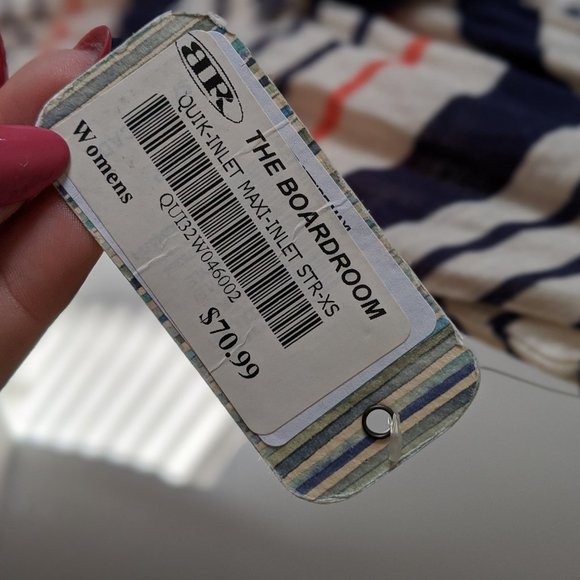 BR
THE BOARDROOM
QUIK-INLET MAXI-INLET STR-XS
QUI32W046002
Womens
$70.99